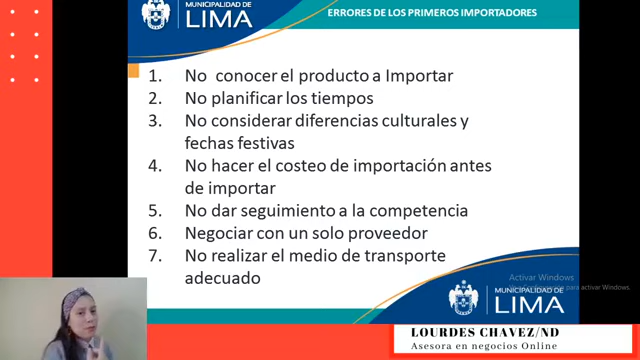 MUNICIPALIDAD DE
LIMA
ERRORES DE LOS PRIMEROS IMPORTADORES
1. No conocer el producto a Importar
2. No planificar los tiempos
3. No considerar diferencias culturales y
fechas festivas
4. No hacer el costeo de importación antes
de importar
5. No dar seguimiento a la competencia
6. Negociar con un solo proveedor
7. No realizar el medio de transporte
adecuado
Activar Windows
para activar Windows.
MUNICIPALIDAD DE
LIMA
LOURDES CHAVEZ/ND
Asesora en negocios Online